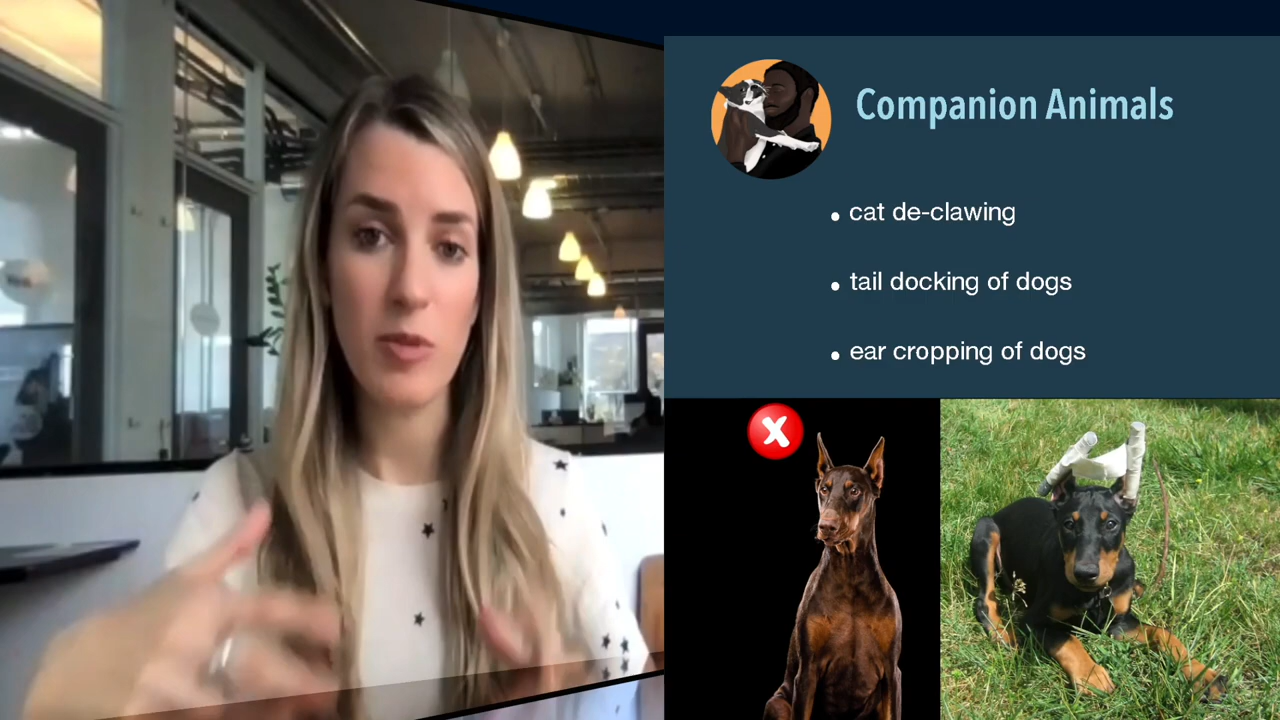 Companion Animals
• cat de-clawing
• tail docking of dogs
• ear cropping of dogs